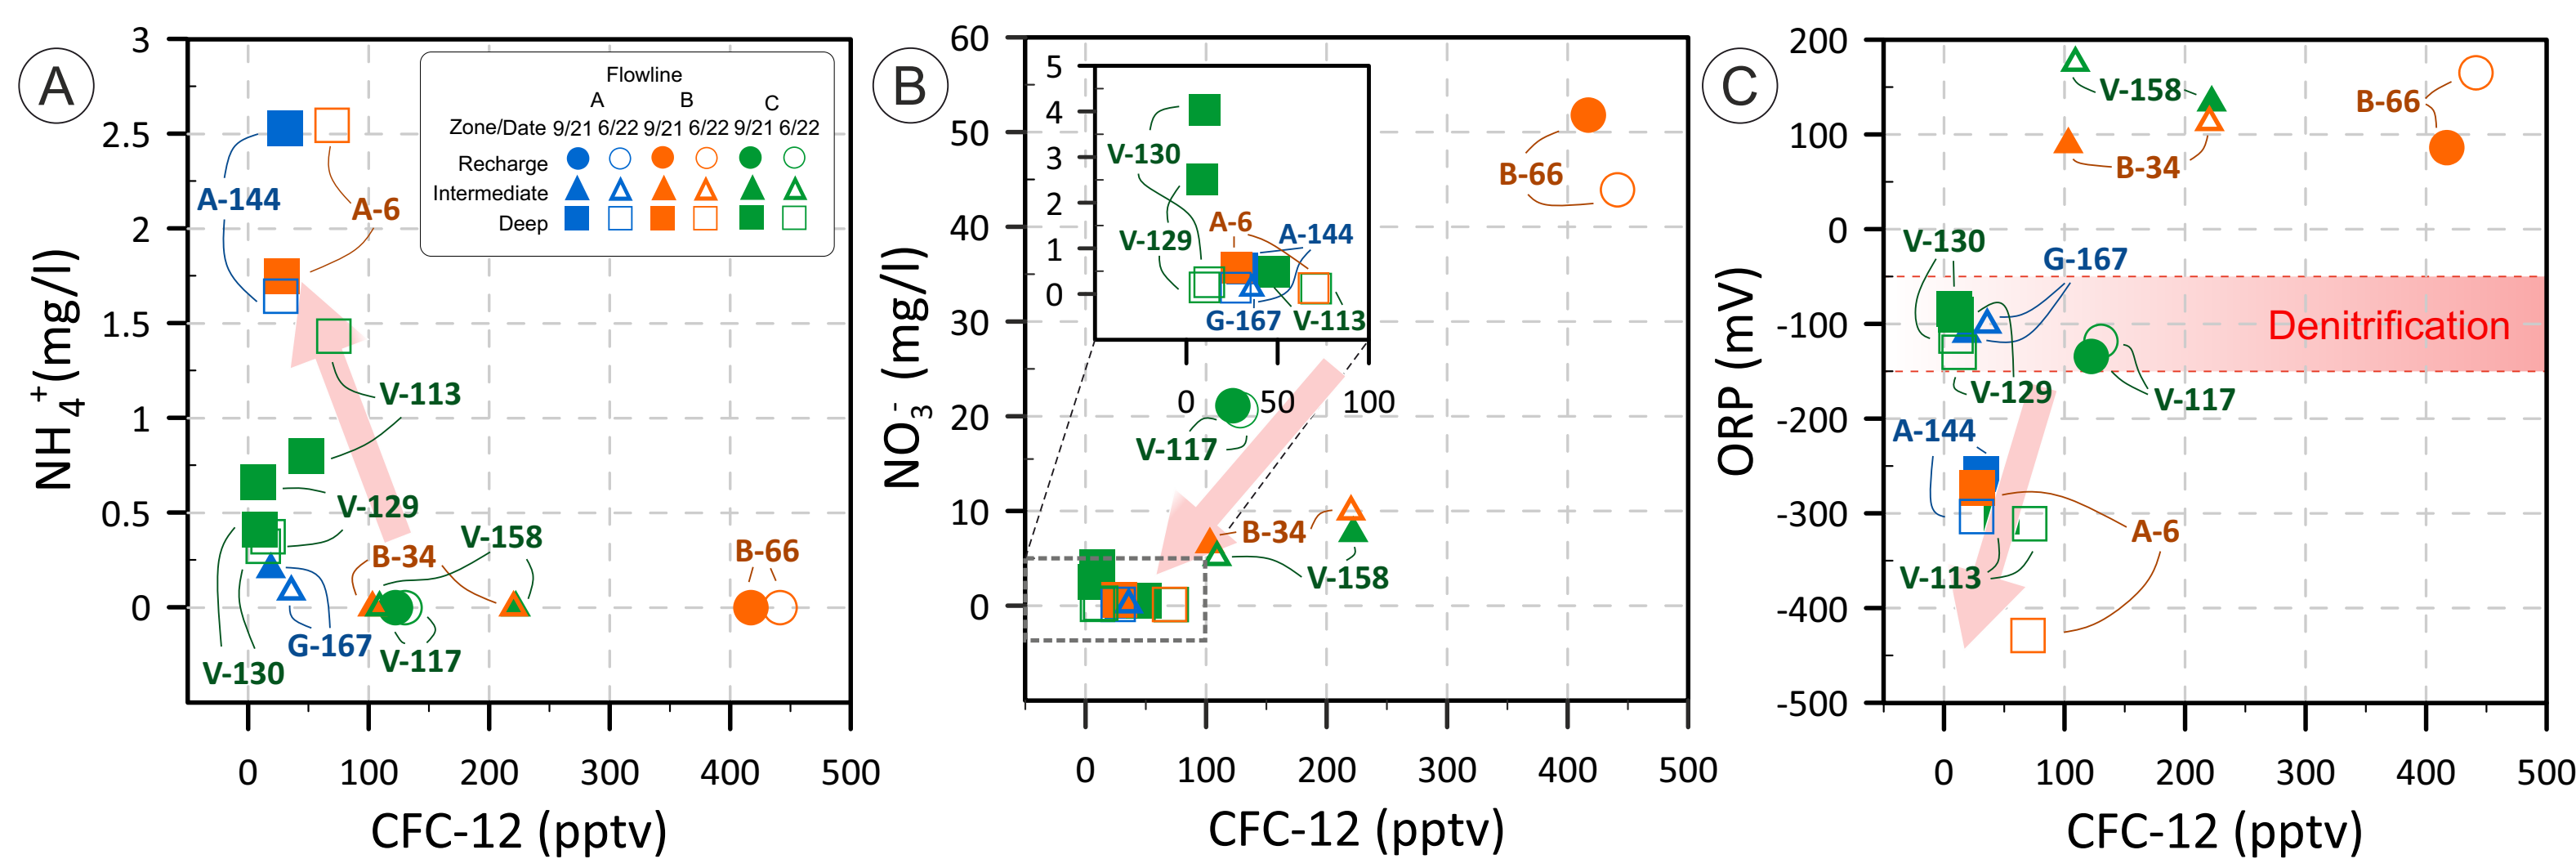 A
NH4+(mg/l)
3
2.5
2
1.5
1
0.5
0
Flowline
A B C
Zone/Date 9/21 6/22 9/21 6/22 9/21 6/22
Recharge
Intermediate
Deep
A-144
A-6
V-113
V-129
V-158
B-34
B-66
G-167
V-117
V-130
0 100 200 300 400 500
CFC-12 (pptv)
B
NO3- (mg/l)
60
50
40
30
20
10
0
5
4
3
2
1
0
V-130
V-129
A-6
A-144
G-167
V-113
0 50 100
B-66
V-117
B-34
V-158
0 100 200 300 400 500
CFC-12 (pptv)
C
ORP (mV)
200
100
0
-100
-200
-300
-400
-500
V-158
B-66
B-34
V-130
G-167
Denitrification
V-129
V-117
A-144
A-6
V-113
0 100 200 300 400 500
CFC-12 (pptv)